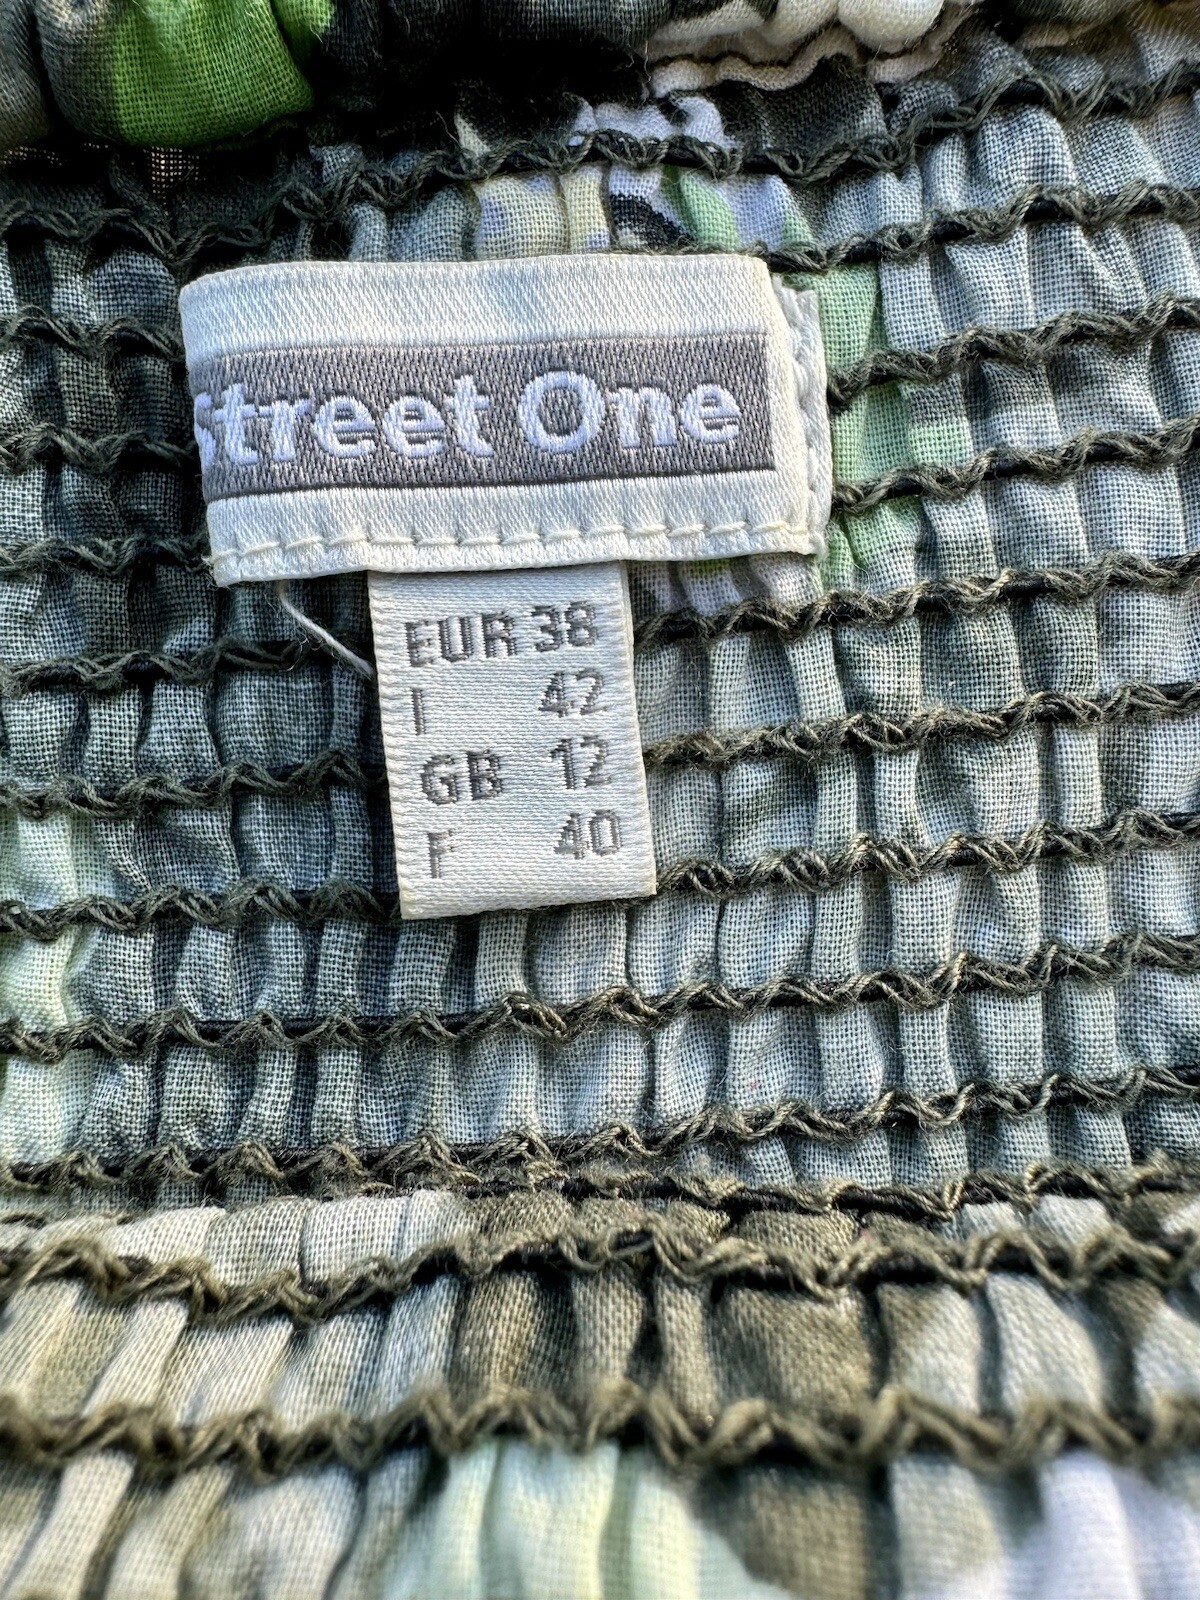 Street One
EUR 38
I 42
GB 12
F 40